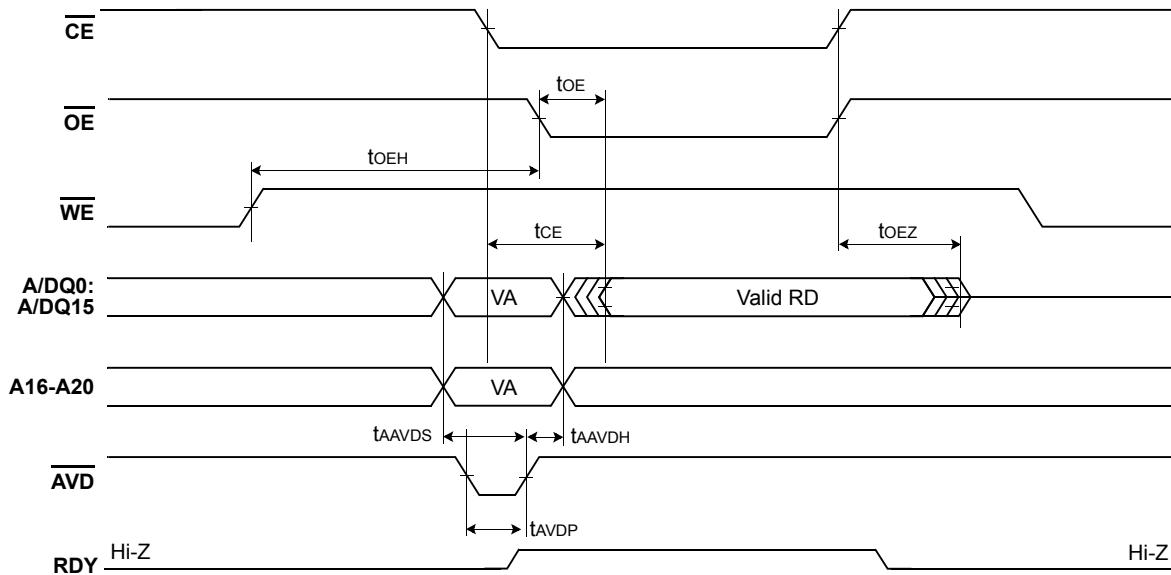 CE
tOE
OE
tOEH
WE
tCE
tOEZ
A/DQ0:
A/DQ15
VA
Valid RD
A16-A20
VA
tAAVDS
tAAVDH
AVD
tAVDP
Hi-Z
Hi-Z
RDY